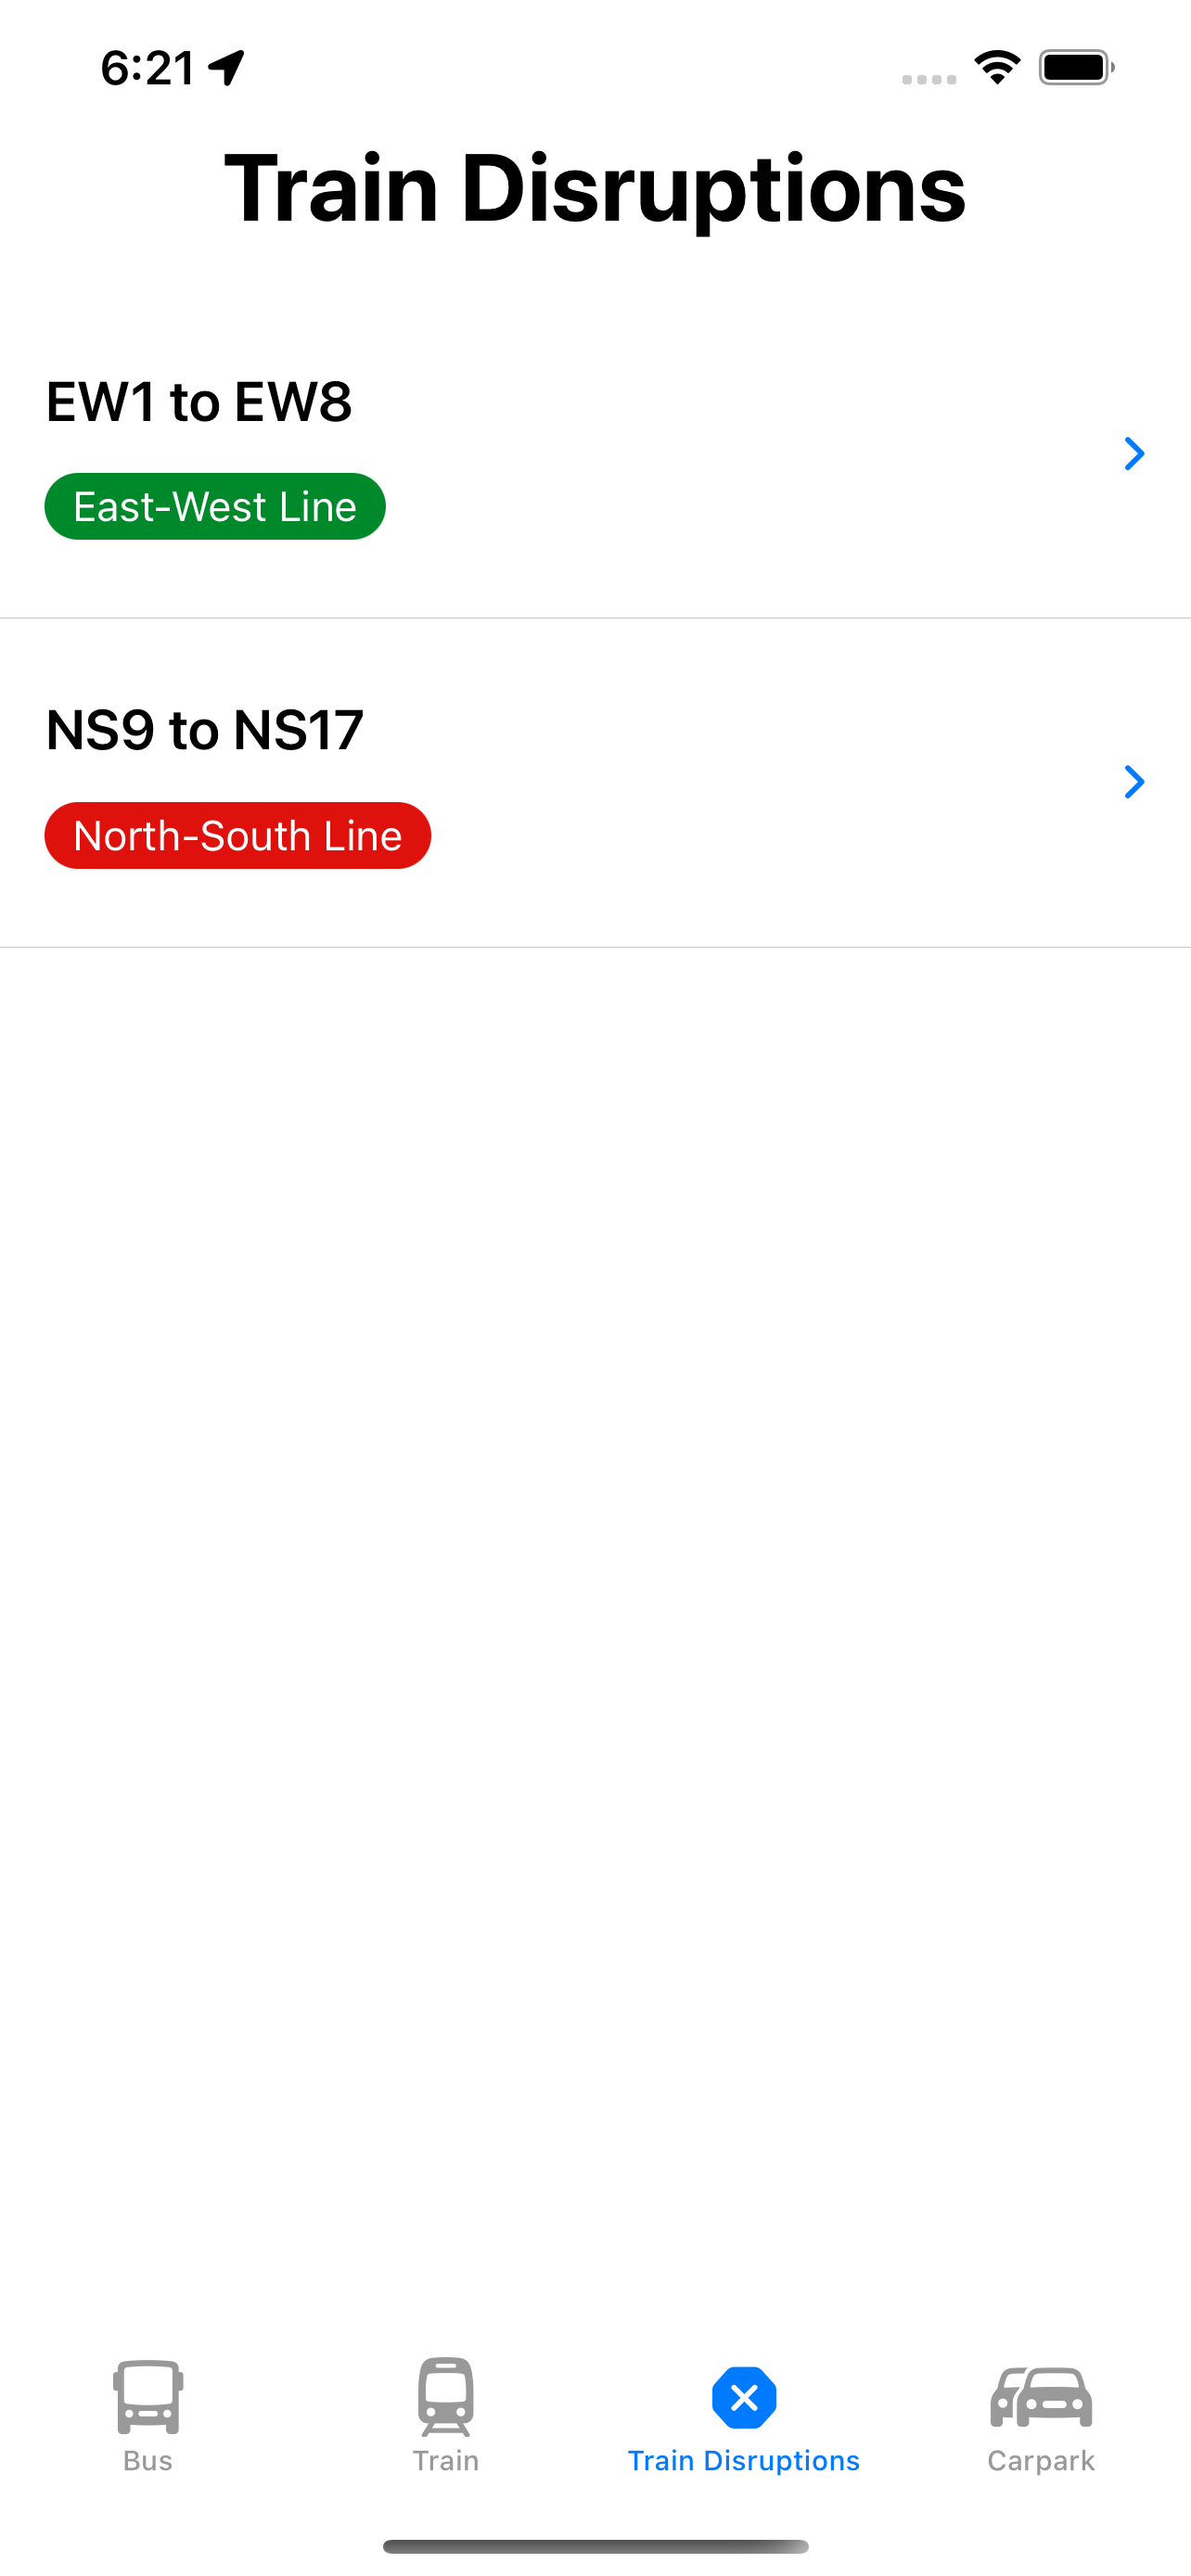 6:21
Train Disruptions
EW1 to EW8
East-West Line
NS9 to NS17
North-South Line
Bus
Train
Train Disruptions
Carpark